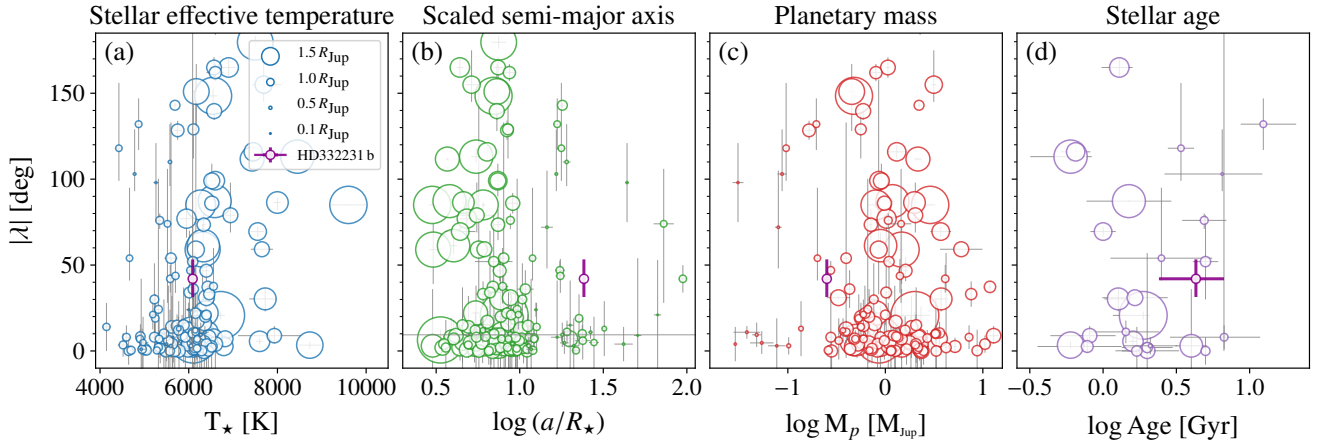 Stellar effective temperature
Scaled semi-major axis
Planetary mass
Stellar age
(a)
(b)
(c)
(d)
1.5 R_Jup
1.0 R_Jup
0.5 R_Jup
0.1 R_Jup
HD332231 b
|λ| [deg]
150
100
50
0
4000
6000
8000
10000
0.5
1.0
1.5
2.0
−1
0
1
−0.5
0.0
0.5
1.0
T★ [K]
log (a/R★)
log M_p [M_Jup]
log Age [Gyr]